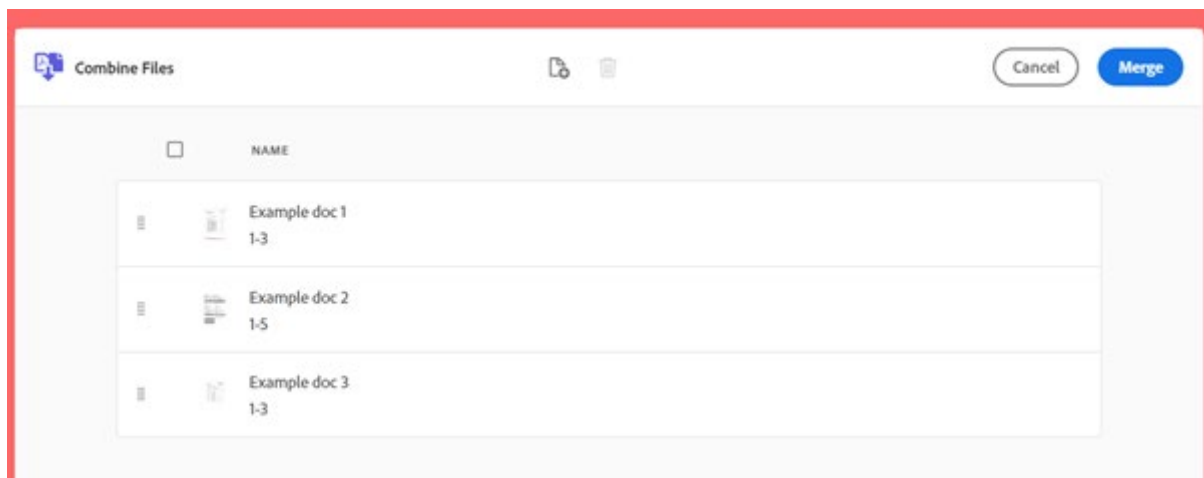 Combine Files
Cancel
Merge
NAME
Example doc 1
1-3
Example doc 2
1-5
Example doc 3
1-3